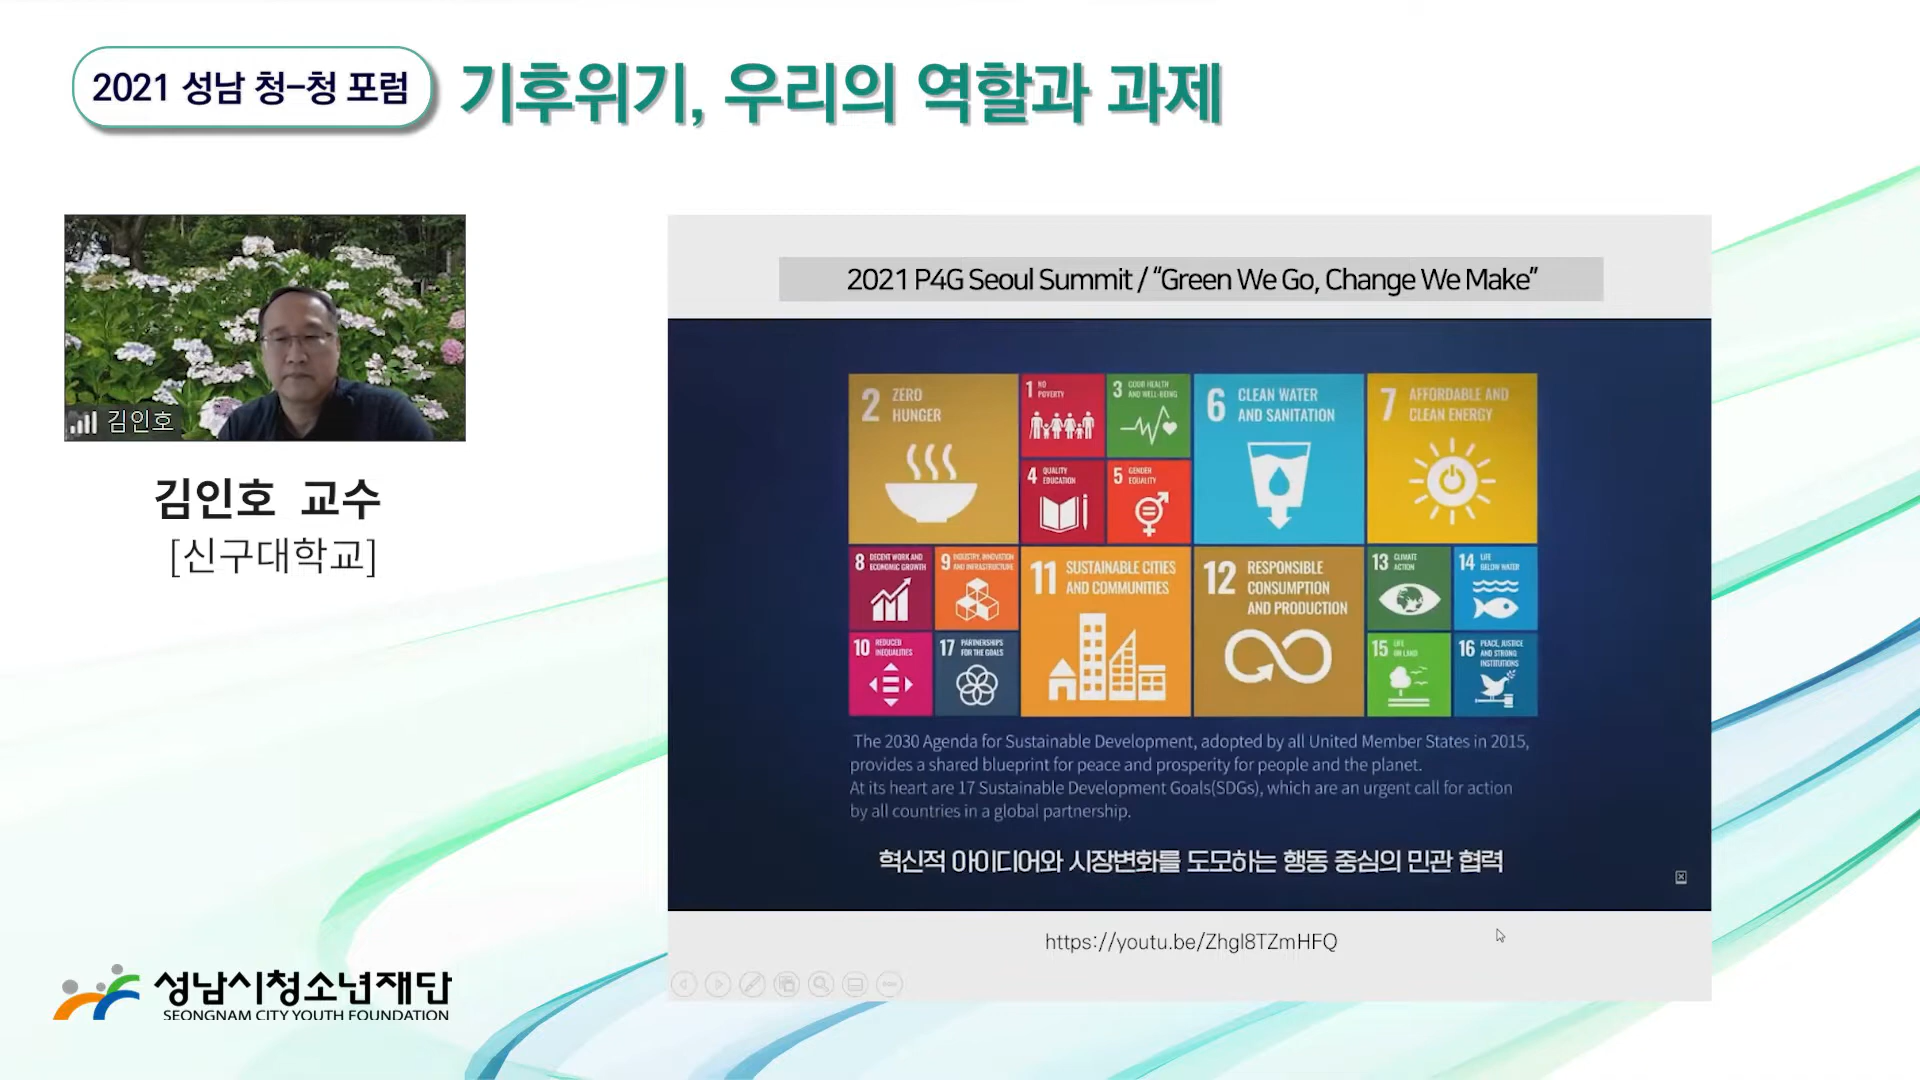 2021 성남 청-청 포럼
기후위기, 우리의 역할과 과제
김인호
김인호 교수
[신구대학교]
2021 P4G Seoul Summit / “Green We Go, Change We Make”
2 ZERO
HUNGER
1 NO
POVERTY
3 GOOD HEALTH
AND WELL-BEING
4 QUALITY
EDUCATION
5 GENDER
EQUALITY
6 CLEAN WATER
AND SANITATION
7 AFFORDABLE AND
CLEAN ENERGY
8 DECENT WORK AND
ECONOMIC GROWTH
9 INDUSTRY, INNOVATION
AND INFRASTRUCTURE
10 REDUCED
INEQUALITIES
17 PARTNERSHIPS
FOR THE GOALS
11 SUSTAINABLE CITIES
AND COMMUNITIES
12 RESPONSIBLE
CONSUMPTION
AND PRODUCTION
13 CLIMATE
ACTION
14 LIFE
BELOW WATER
15 LIFE
ON LAND
16 PEACE, JUSTICE
AND STRONG
INSTITUTIONS
The 2030 Agenda for Sustainable Development, adopted by all United Member States in 2015,
provides a shared blueprint for peace and prosperity for people and the planet.
At its heart are 17 Sustainable Development Goals(SDGs), which are an urgent call for action
by all countries in a global partnership.
혁신적 아이디어와 시장변화를 도모하는 행동 중심의 민관 협력
https://youtu.be/Zhgl8TZmHFQ
성남시청소년재단
SEONGNAM CITY YOUTH FOUNDATION